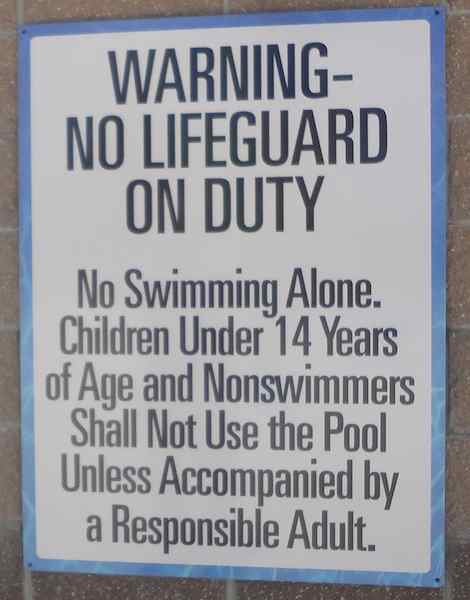 WARNING-
NO LIFEGUARD
ON DUTY
No Swimming Alone.
Children Under 14 Years
of Age and Nonswimmers
Shall Not Use the Pool
Unless Accompanied by
a Responsible Adult.